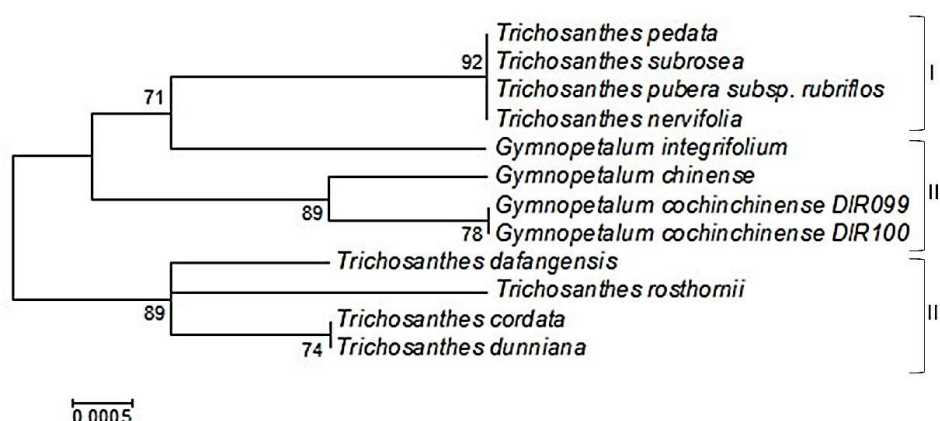 Trichosanthes pedata
92
Trichosanthes subrosea
I
Trichosanthes pubera subsp. rubriflos
71
Trichosanthes nervifolia
Gymnopetalum integrifolium
Gymnopetalum chinense
II
Gymnopetalum cochinchinense DIR099
89
78
Gymnopetalum cochinchinense DIR100
Trichosanthes dafangensis
Trichosanthes rosthornii
89
II
Trichosanthes cordata
74
Trichosanthes dunniana
0.0005